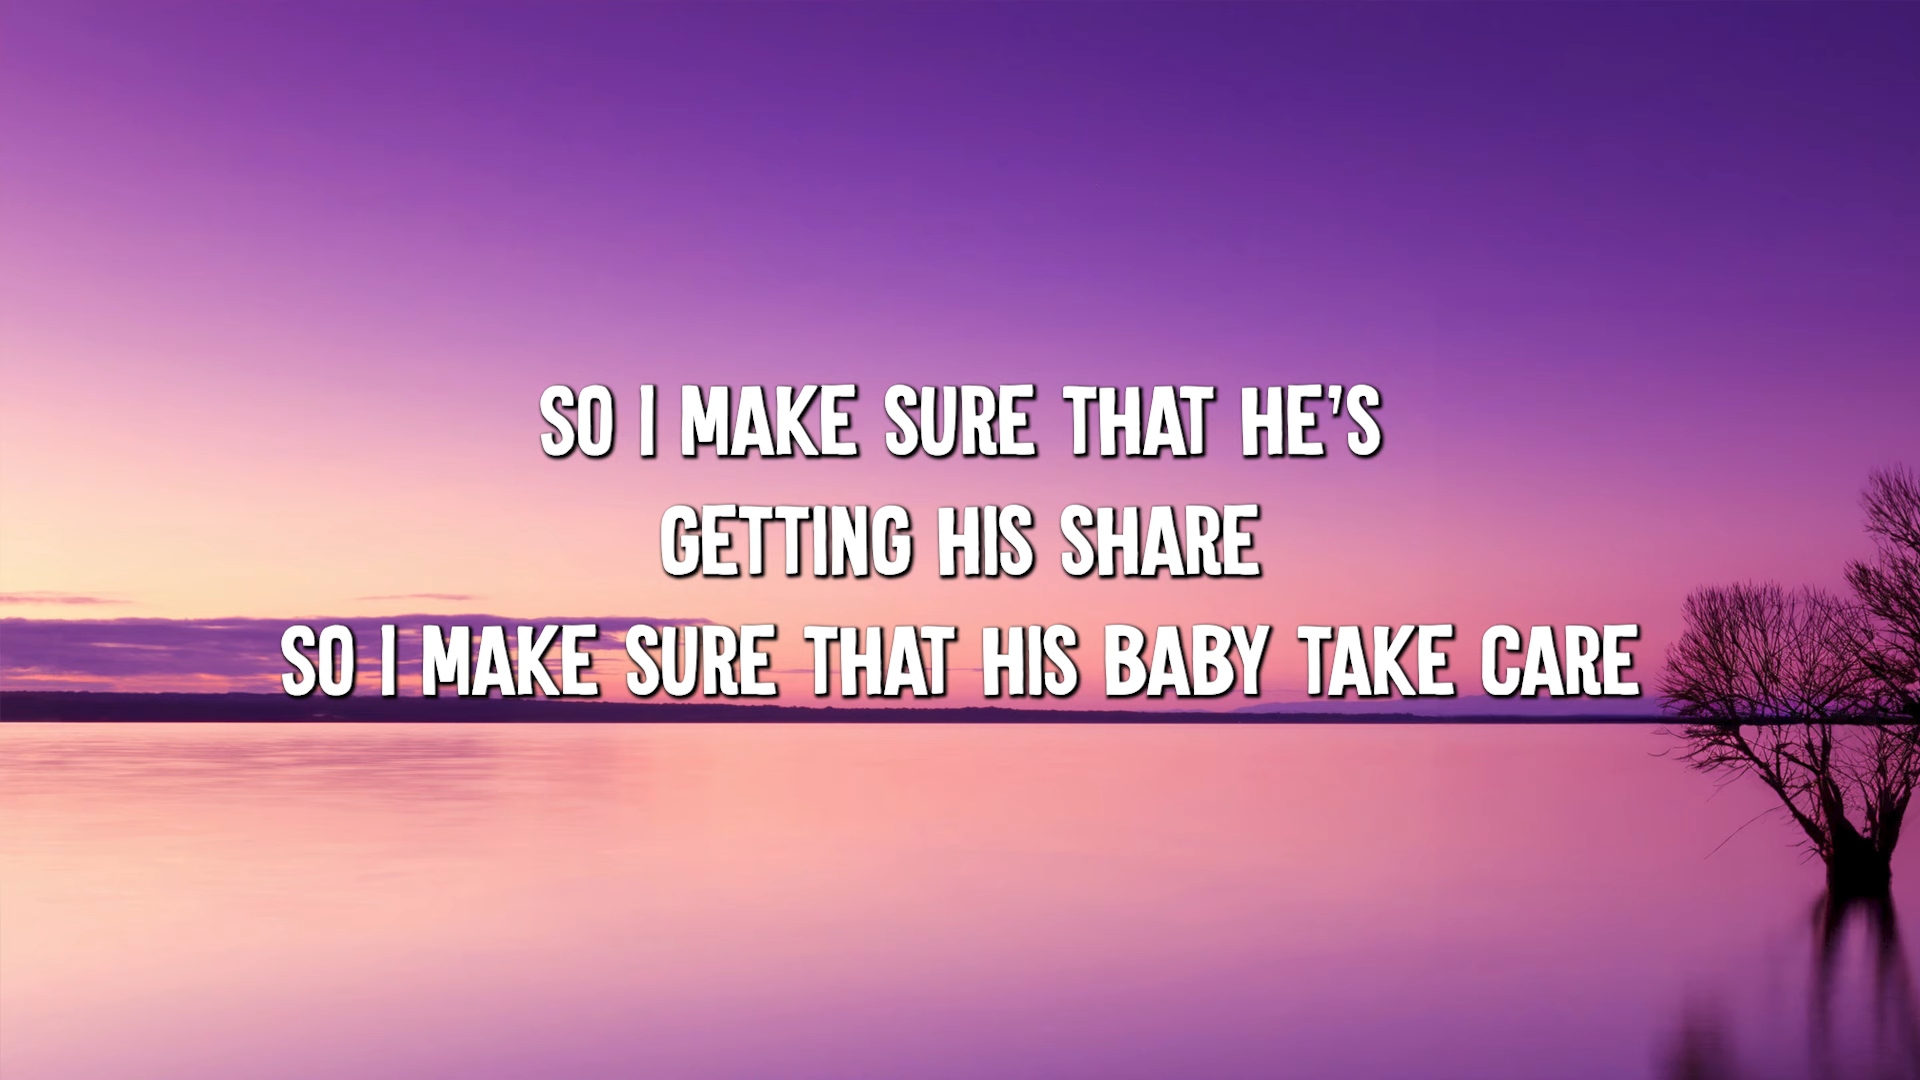 SO I MAKE SURE THAT HE'S
GETTING HIS SHARE
SO I MAKE SURE THAT HIS BABY TAKE CARE